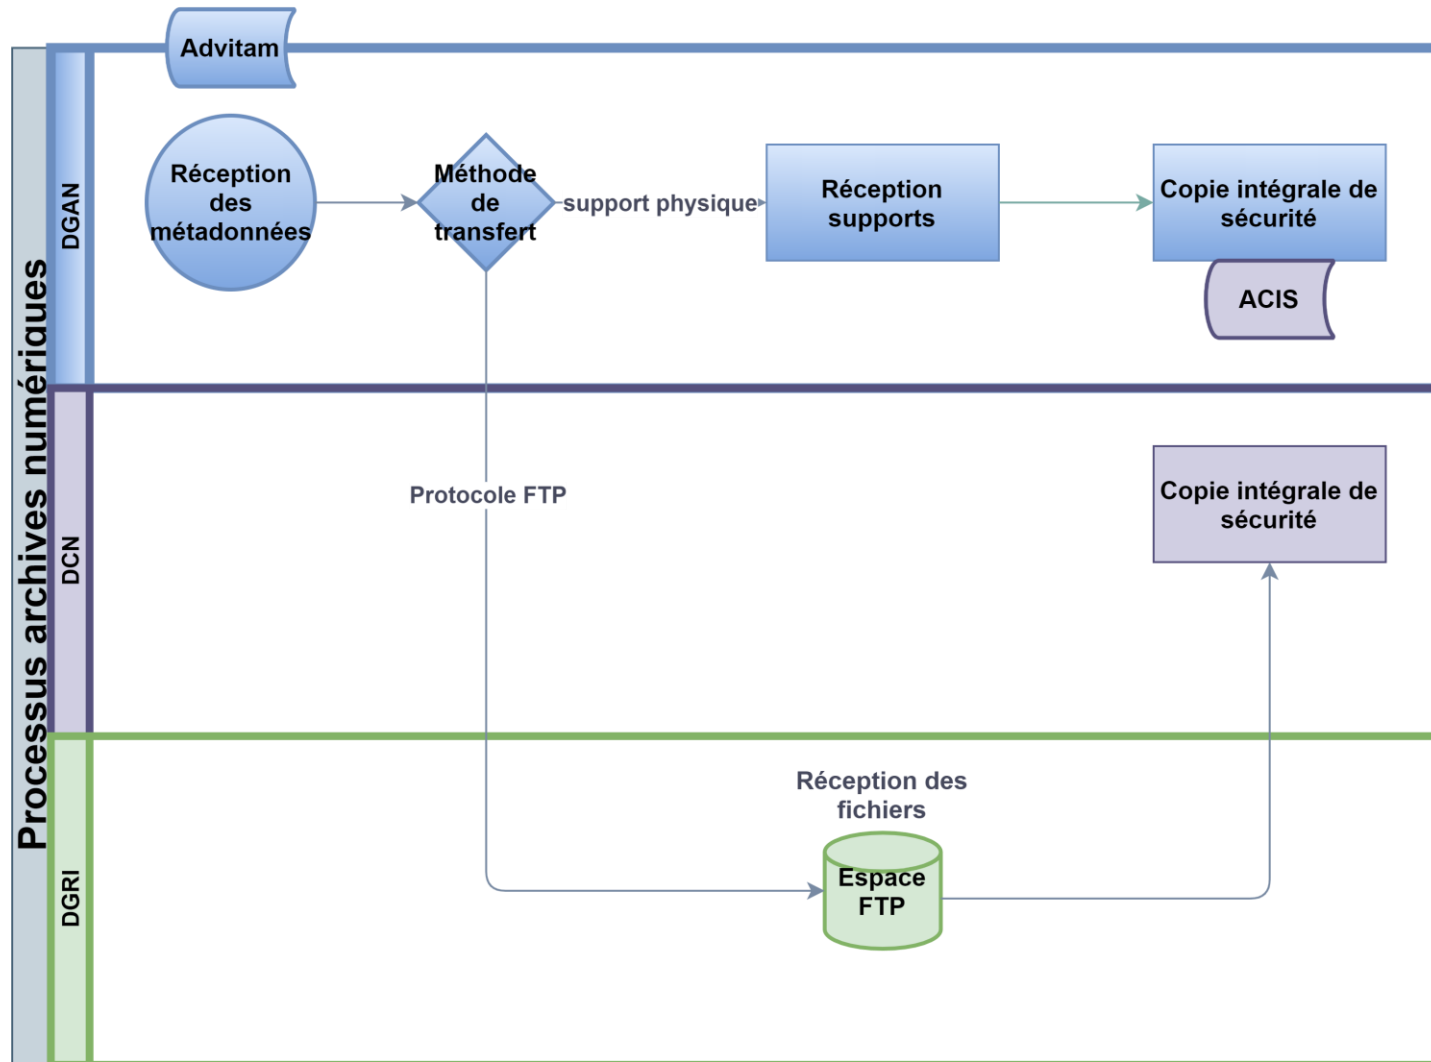 Processus archives numériques
DGAN
Advitam
Réception
des
métadonnées
Méthode
de
transfert
support physique
Réception
supports
Copie intégrale de
sécurité
ACIS
DCN
Protocole FTP
Copie intégrale de
sécurité
DGRI
Réception des
fichiers
Espace
FTP